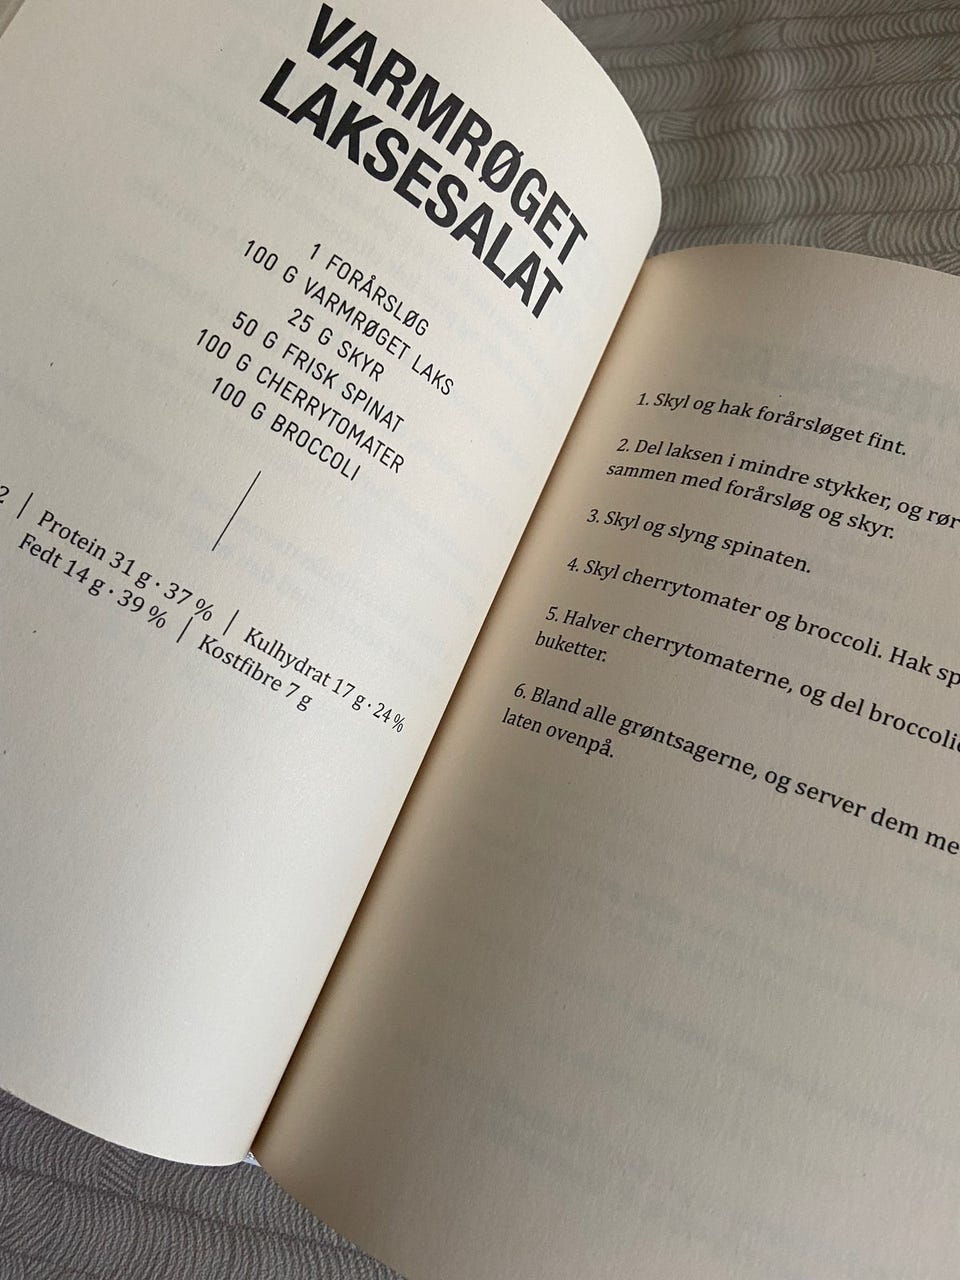 VARMRØGET
LAKSESALAT
1 FORÅRSLØG
100 G VARMRØGET LAKS
25 G SKYR
50 G FRISK SPINAT
100 G CHERRYTOMATER
100 G BROCCOLI
2 | Protein 31 g · 37 % | Kulhydrat 17 g · 24 %
Fedt 14 g · 39 % | Kostfibre 7 g
1. Skyl og hak forårsløget fint.
2. Del laksen i mindre stykker, og rør
sammen med forårsløg og skyr.
3. Skyl og slyng spinaten.
4. Skyl cherrytomater og broccoli. Hak sp
5. Halver cherrytomaterne, og del broccoli
buketter.
6. Bland alle grøntsagerne, og server dem me
laten ovenpå.